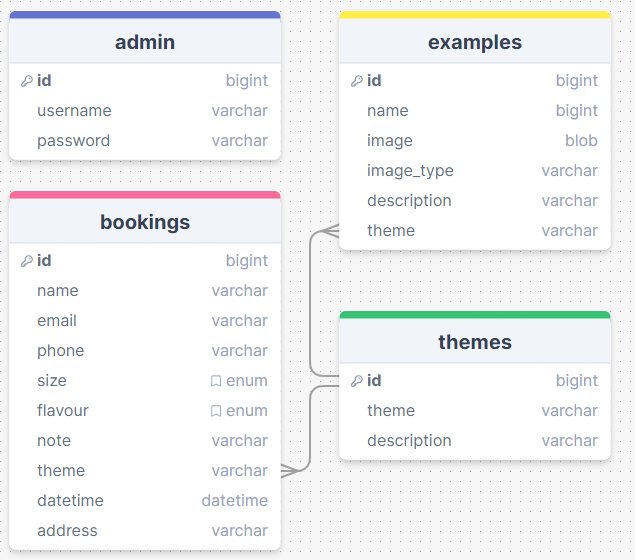 admin
id bigint
username varchar
password varchar
examples
id bigint
name bigint
image blob
image_type varchar
description varchar
theme varchar
bookings
id bigint
name varchar
email varchar
phone varchar
size enum
flavour enum
note varchar
theme varchar
datetime datetime
address varchar
themes
id bigint
theme varchar
description varchar